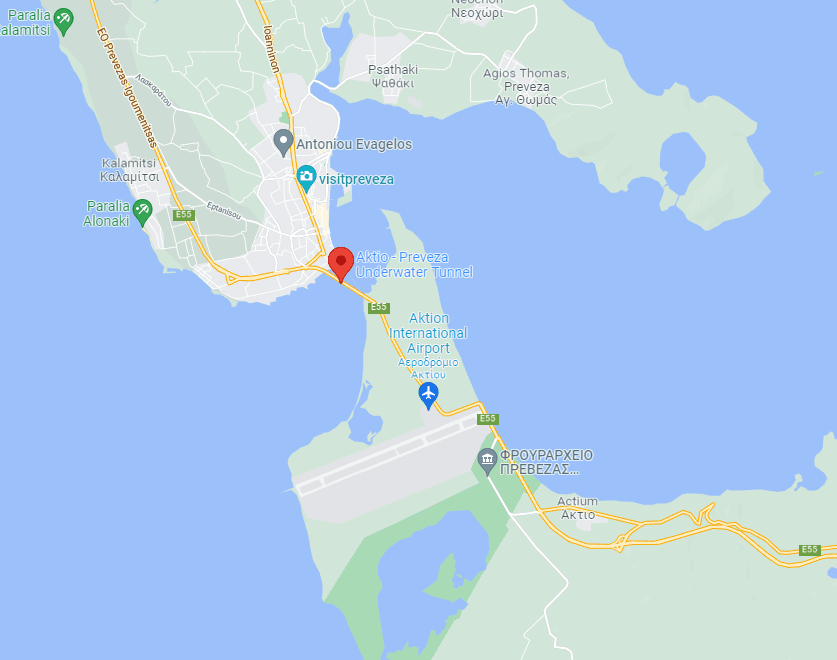 Neochori
Νεοχώρι
Paralia
alamitsi
EO Prevezas-Igoumenitsas
Ioanninon
Λασκαράτου
Psathaki
Ψαθάκι
Agios Thomas,
Preveza
Αγ. Θωμάς
Antoniou Evagelos
Kalamitsi
Καλαμίτσι
visitpreveza
Paralia
Alonaki
E55
Eptanisou
Aktio - Preveza
Underwater Tunnel
E55
Aktion
International
Airport
Αεροδρόμιο
Ακτίου
E55
ΦΡΟΥΡΑΡΧΕΙΟ
ΠΡΕΒΕΖΑΣ...
Actium
Άκτιο
E55